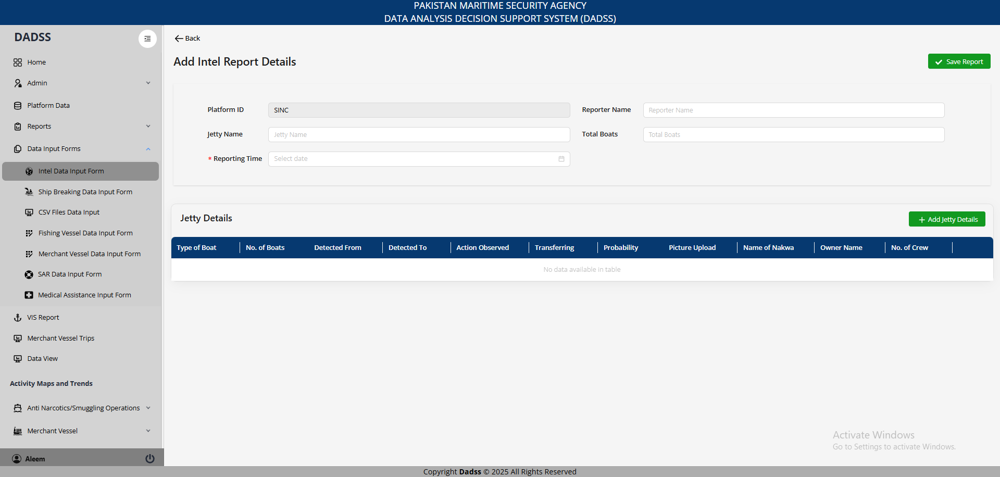 PAKISTAN MARITIME SECURITY AGENCY
DATA ANALYSIS DECISION SUPPORT SYSTEM (DADSS)
DADSS
Home
Admin
Platform Data
Reports
Data Input Forms
Intel Data Input Form
Ship Breaking Data Input Form
CSV Files Data Input
Fishing Vessel Data Input Form
Merchant Vessel Data Input Form
SAR Data Input Form
Medical Assistance Input Form
VIS Report
Merchant Vessel Trips
Data View
Activity Maps and Trends
Anti Narcotics/Smuggling Operations
Merchant Vessel
Aleem
Back
Add Intel Report Details
Save Report
Platform ID SINC Reporter Name Reporter Name
Jetty Name Jetty Name Total Boats Total Boats
* Reporting Time Select date
Jetty Details
Add Jetty Details
Type of Boat No. of Boats Detected From Detected To Action Observed Transferring Probability Picture Upload Name of Nakwa Owner Name No. of Crew
No data available in table
Activate Windows
Go to Settings to activate Windows.
Copyright Dadss © 2025 All Rights Reserved